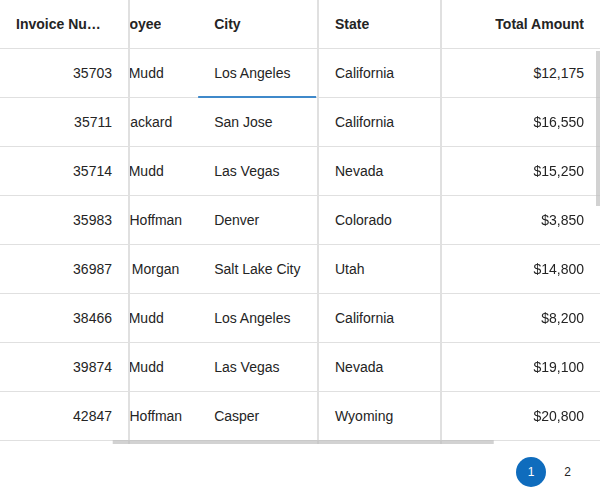 Invoice Nu… oyee City State Total Amount
35703 Mudd Los Angeles California $12,175
35711 ackard San Jose California $16,550
35714 Mudd Las Vegas Nevada $15,250
35983 Hoffman Denver Colorado $3,850
36987 Morgan Salt Lake City Utah $14,800
38466 Mudd Los Angeles California $8,200
39874 Mudd Las Vegas Nevada $19,100
42847 Hoffman Casper Wyoming $20,800
1 2